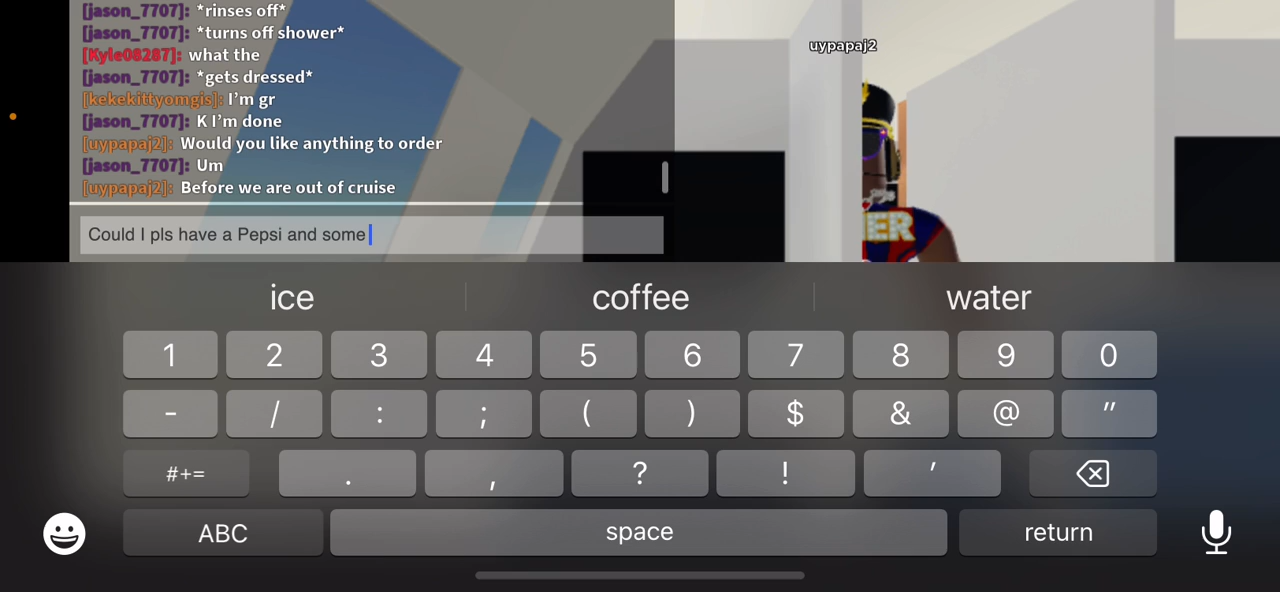 [jason_7707]: *rinses off*
[jason_7707]: *turns off shower*
[Kyle08287]: what the
[jason_7707]: *gets dressed*
[kekekittyomgis]: I’m gr
[jason_7707]: K I’m done
[uypapaj2]: Would you like anything to order
[jason_7707]: Um
[uypapaj2]: Before we are out of cruise
uypapaj2
ER
Could I pls have a Pepsi and some
ice coffee water
1 2 3 4 5 6 7 8 9 0
- / : ; ( ) $ & @ "
#+= . , ? ! '
ABC space return